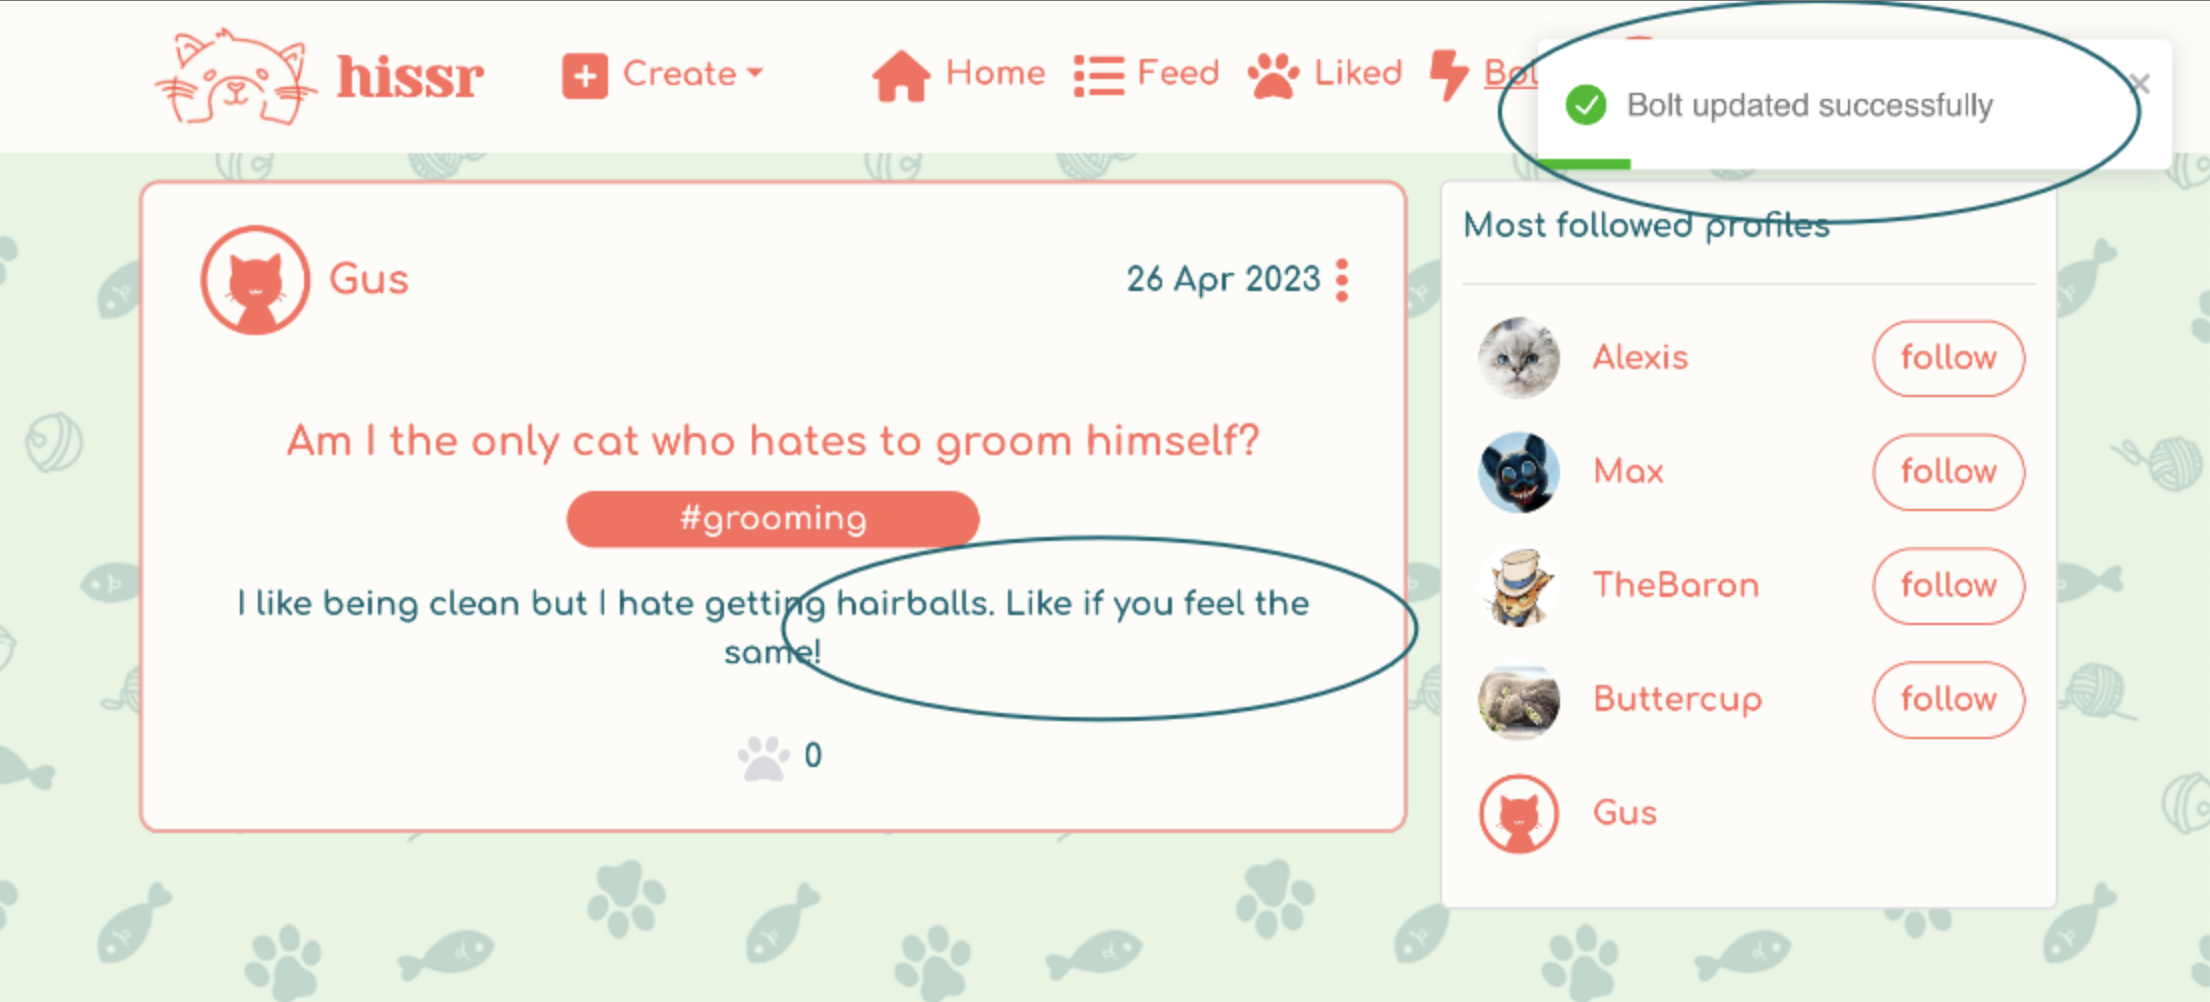 hissr
Create
Home
Feed
Liked
Bolt updated successfully
Gus
26 Apr 2023
Am I the only cat who hates to groom himself?
#grooming
I like being clean but I hate getting hairballs. Like if you feel the
same!
0
Most followed profiles
Alexis
follow
Max
follow
TheBaron
follow
Buttercup
follow
Gus